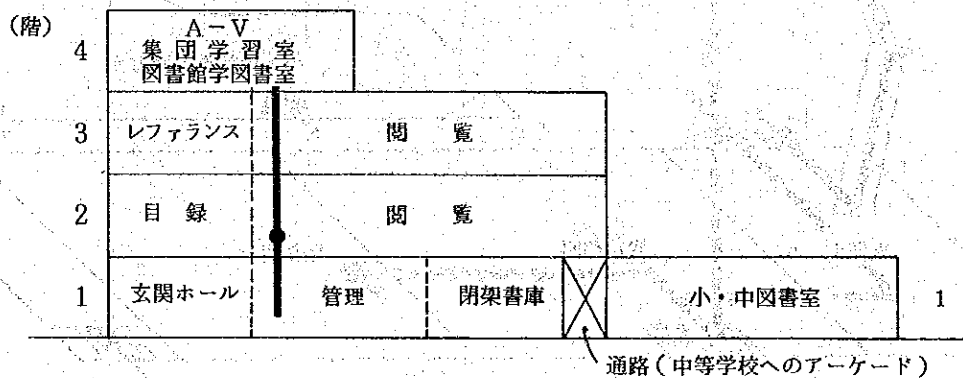 (階)
4
A－V
集団学習室
図書館学図書室
3
レファランス
閲覧
2
目録
閲覧
1
玄関ホール
管理
閉架書庫
小・中図書室
1
通路(中等学校へのアーケード)